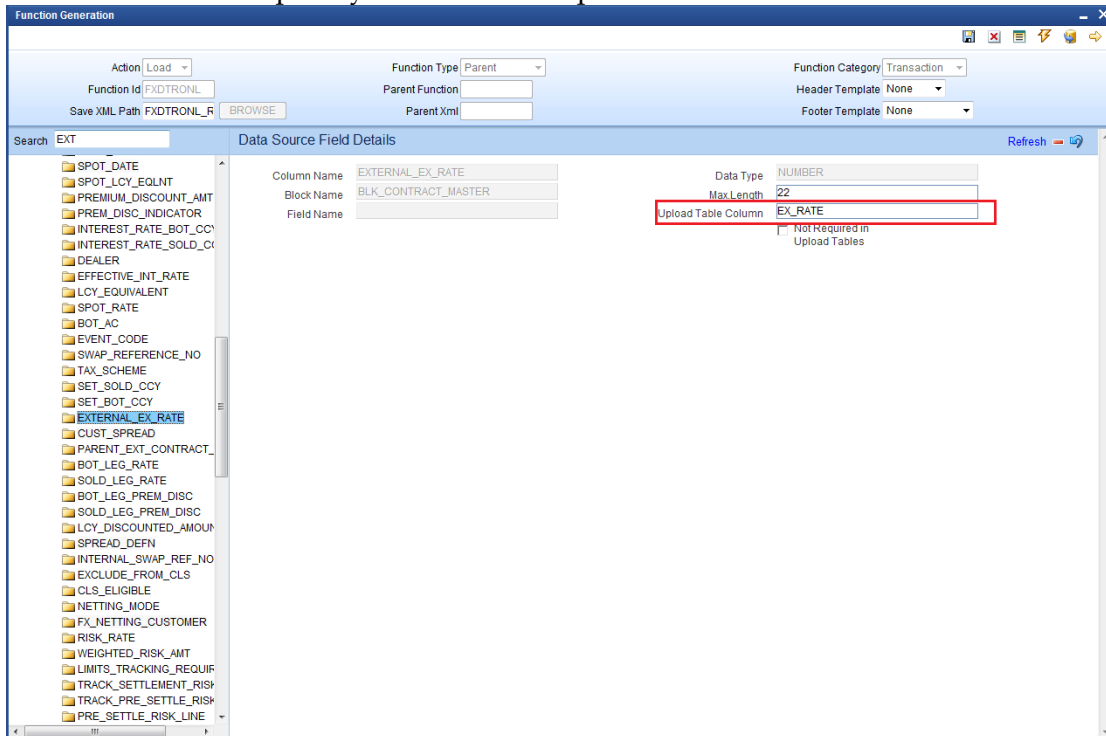 Function Generation
Action Load
Function Type Parent
Function Category Transaction
Function Id FXDTRONL
Parent Function
Header Template None
Save XML Path FXDTRONL_R BROWSE
Parent Xml
Footer Template None
Search EXT
Data Source Field Details
Refresh
SPOT_DATE
SPOT_LCY_EQLNT
PREMIUM_DISCOUNT_AMT
PREM_DISC_INDICATOR
INTEREST_RATE_BOT_CCY
INTEREST_RATE_SOLD_CC
DEALER
EFFECTIVE_INT_RATE
LCY_EQUIVALENT
SPOT_RATE
BOT_AC
EVENT_CODE
SWAP_REFERENCE_NO
TAX_SCHEME
SET_SOLD_CCY
SET_BOT_CCY
EXTERNAL_EX_RATE
CUST_SPREAD
PARENT_EXT_CONTRACT_
BOT_LEG_RATE
SOLD_LEG_RATE
BOT_LEG_PREM_DISC
SOLD_LEG_PREM_DISC
LCY_DISCOUNTED_AMOUN
SPREAD_DEFN
INTERNAL_SWAP_REF_NO
EXCLUDE_FROM_CLS
CLS_ELIGIBLE
NETTING_MODE
FX_NETTING_CUSTOMER
RISK_RATE
WEIGHTED_RISK_AMT
LIMITS_TRACKING_REQUIR
TRACK_SETTLEMENT_RISK
TRACK_PRE_SETTLE_RISK
PRE_SETTLE_RISK_LINE
Column Name EXTERNAL_EX_RATE
Block Name BLK_CONTRACT_MASTER
Field Name
Data Type NUMBER
Max.Length 22
Upload Table Column EX_RATE
Not Required in
Upload Tables